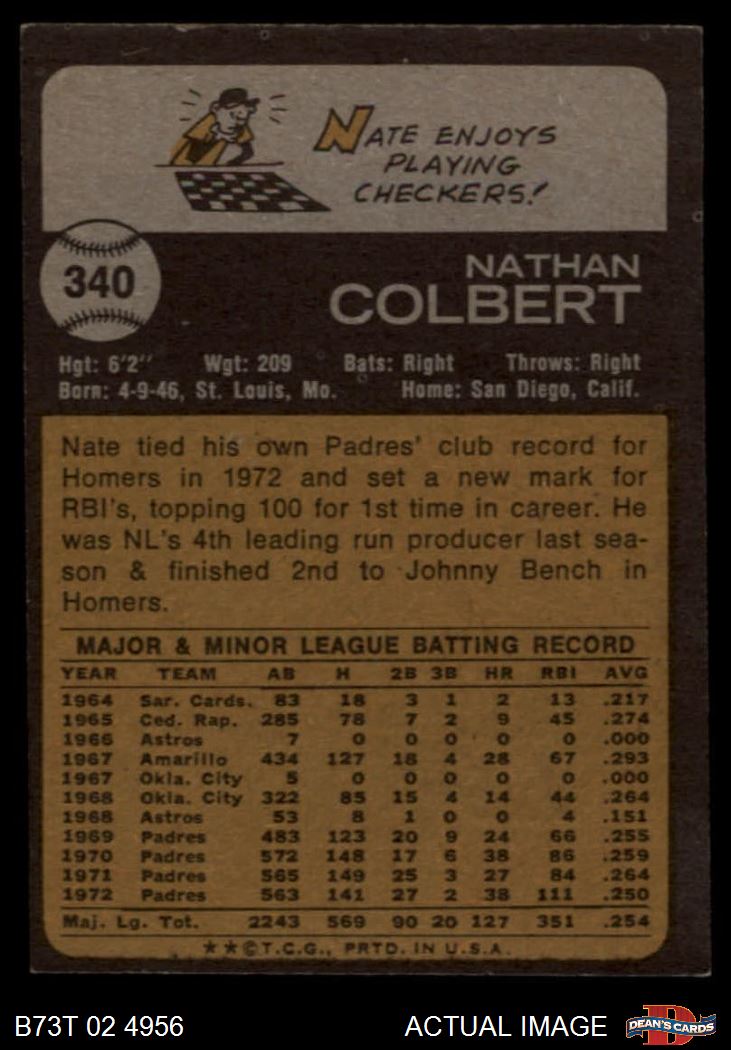 NATE ENJOYS
PLAYING
CHECKERS!
340
NATHAN
COLBERT
Hgt: 6'2" Wgt: 209 Bats: Right Throws: Right
Born: 4-9-46, St. Louis, Mo. Home: San Diego, Calif.
Nate tied his own Padres' club record for
Homers in 1972 and set a new mark for
RBI's, topping 100 for 1st time in career. He
was NL's 4th leading run producer last sea-
son & finished 2nd to Johnny Bench in
Homers.
MAJOR & MINOR LEAGUE BATTING RECORD
YEAR TEAM AB H 2B 3B HR RBI AVG
1964 Sar. Cards. 83 18 3 1 2 13 .217
1965 Ced. Rap. 285 78 7 2 9 45 .274
1966 Astros 7 0 0 0 0 0 .000
1967 Amarillo 434 127 18 4 28 67 .293
1967 Okla. City 5 0 0 0 0 0 .000
1968 Okla. City 322 85 15 4 14 44 .264
1968 Astros 53 8 1 0 0 4 .151
1969 Padres 483 123 20 9 24 66 .255
1970 Padres 572 148 17 6 38 86 .259
1971 Padres 565 149 25 3 27 84 .264
1972 Padres 563 141 27 2 38 111 .250
Maj. Lg. Tot. 2243 569 90 20 127 351 .254
★★©T.C.G., PRTD. IN U.S.A.
B73T 02 4956 ACTUAL IMAGE D DEAN'S CARDS